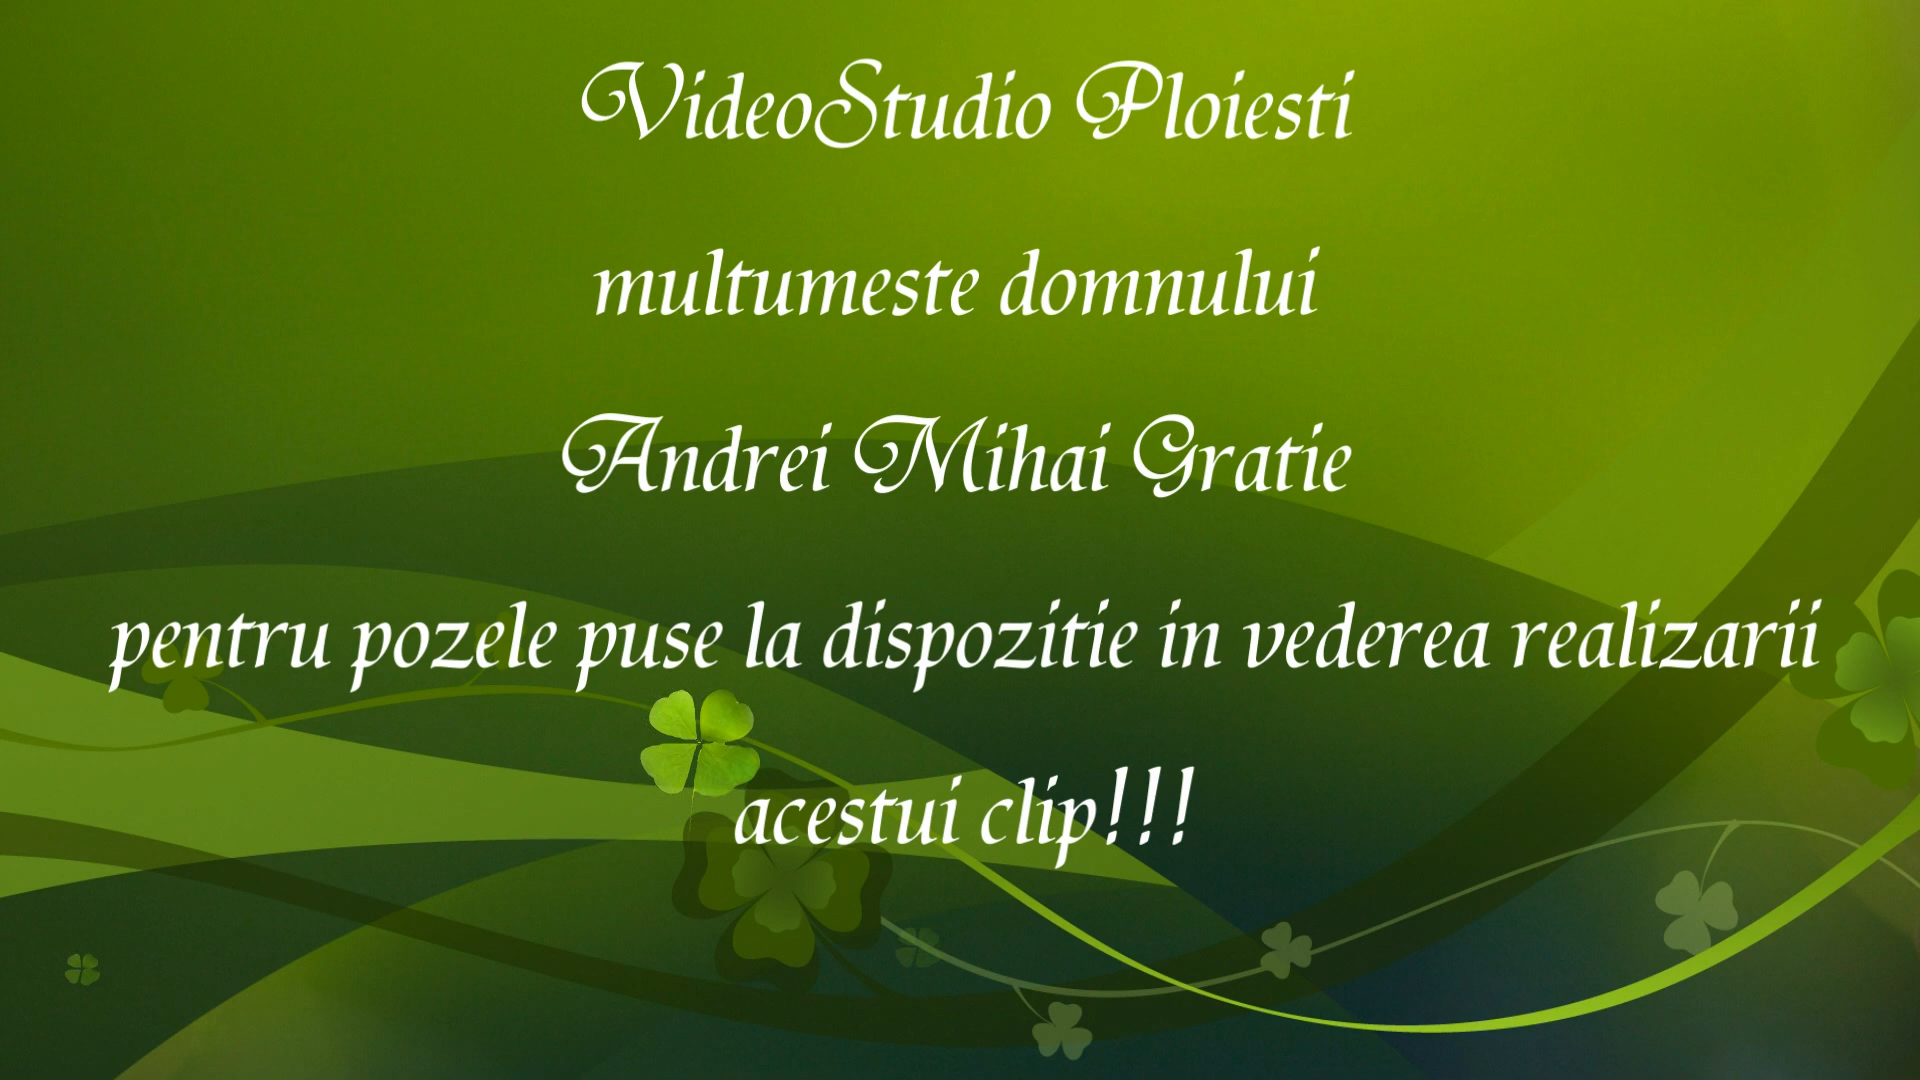 VideoStudio Ploiesti
multumeste domnului
Andrei Mihai Gratie
pentru pozele puse la dispozitie in vederea realizarii
acestui clip!!!